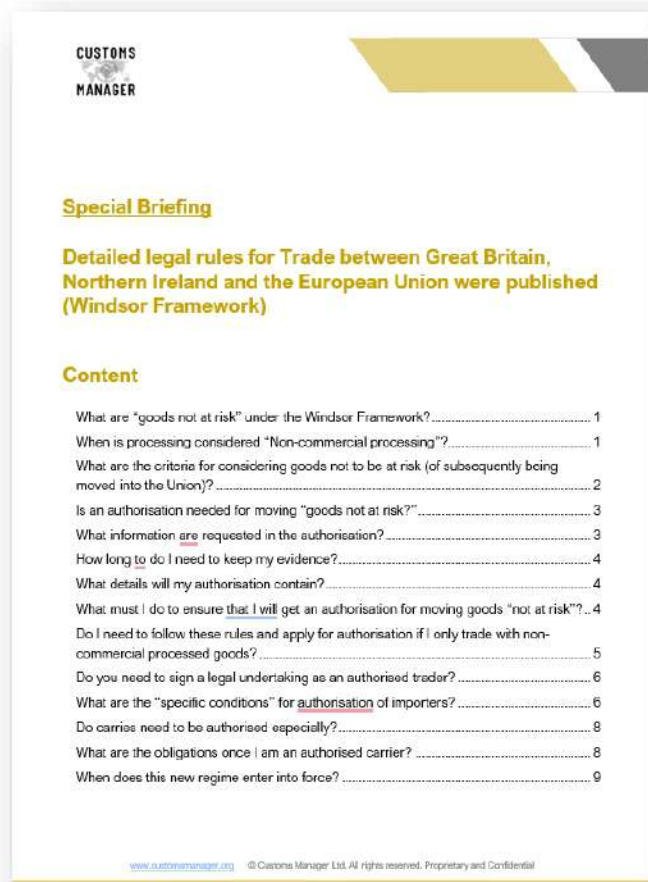 CUSTOMS
MANAGER
Special Briefing
Detailed legal rules for Trade between Great Britain,
Northern Ireland and the European Union were published
(Windsor Framework)
Content
What are “goods not at risk” under the Windsor Framework?.......... 1
When is processing considered “Non-commercial processing”?.......... 1
What are the criteria for considering goods not to be at risk (of subsequently being
moved into the Union)? .......... 2
Is an authorisation needed for moving “goods not at risk?”.......... 3
What information are requested in the authorisation?.......... 3
How long to do I need to keep my evidence?.......... 4
What details will my authorisation contain?.......... 4
What must I do to ensure that I will get an authorisation for moving goods “not at risk”?.. 4
Do I need to follow these rules and apply for authorisation if I only trade with non-
commercial processed goods? .......... 5
Do you need to sign a legal undertaking as an authorised trader? .......... 6
What are the “specific conditions” for authorisation of importers? .......... 6
Do carries need to be authorised especially?.......... 8
What are the obligations once I am an authorised carrier? .......... 8
When does this new regime enter into force? .......... 9
www.customsmanager.org © Customs Manager Ltd. All rights reserved. Proprietary and Confidential